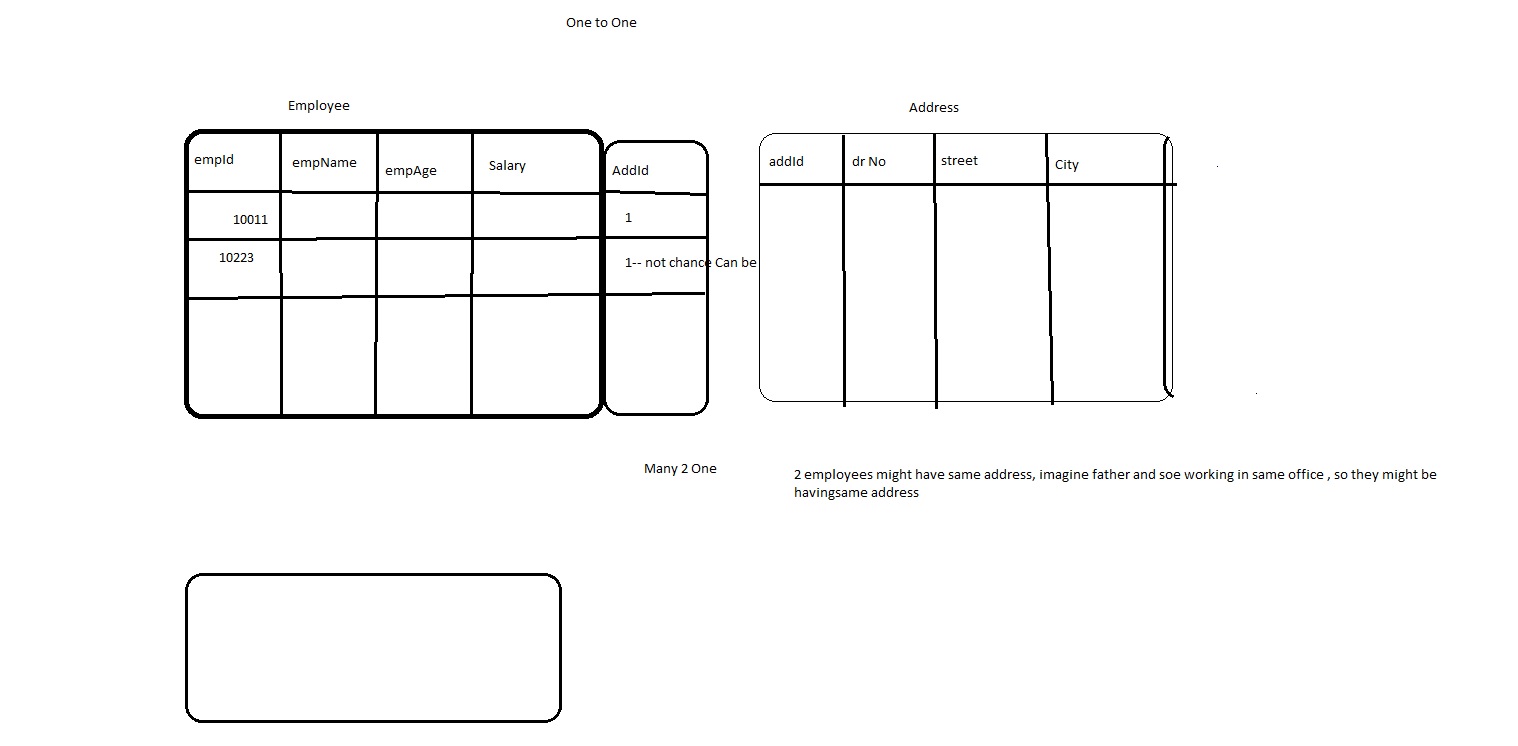 One to One
Employee
Address
empId
empName
empAge
Salary
AddId
addId
dr No
street
City
10011
1
10223
1-- not chance Can be
Many 2 One
2 employees might have same address, imagine father and soe working in same office , so they might be
havingsame address